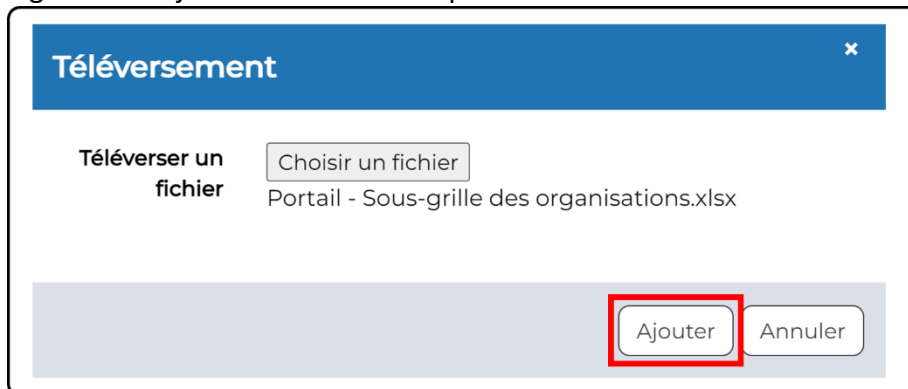 Téléversement
×
Téléverser un
fichier
Choisir un fichier
Portail - Sous-grille des organisations.xlsx
Ajouter
Annuler